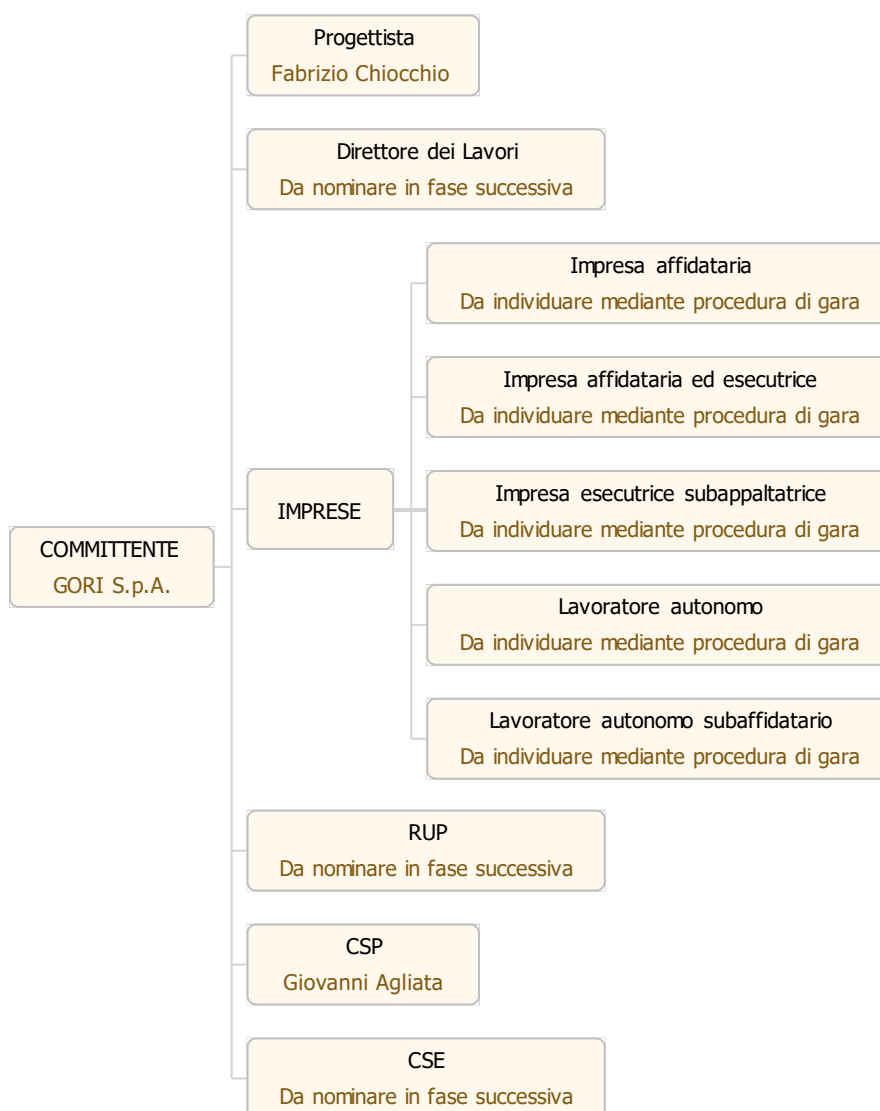 Progettista
Fabrizio Chiocchio
Direttore dei Lavori
Da nominare in fase successiva
Impresa affidataria
Da individuare mediante procedura di gara
Impresa affidataria ed esecutrice
Da individuare mediante procedura di gara
IMPRESE
Impresa esecutrice subappaltatrice
Da individuare mediante procedura di gara
COMMITTENTE
GORI S.p.A.
Lavoratore autonomo
Da individuare mediante procedura di gara
Lavoratore autonomo subaffidatario
Da individuare mediante procedura di gara
RUP
Da nominare in fase successiva
CSP
Giovanni Agliata
CSE
Da nominare in fase successiva